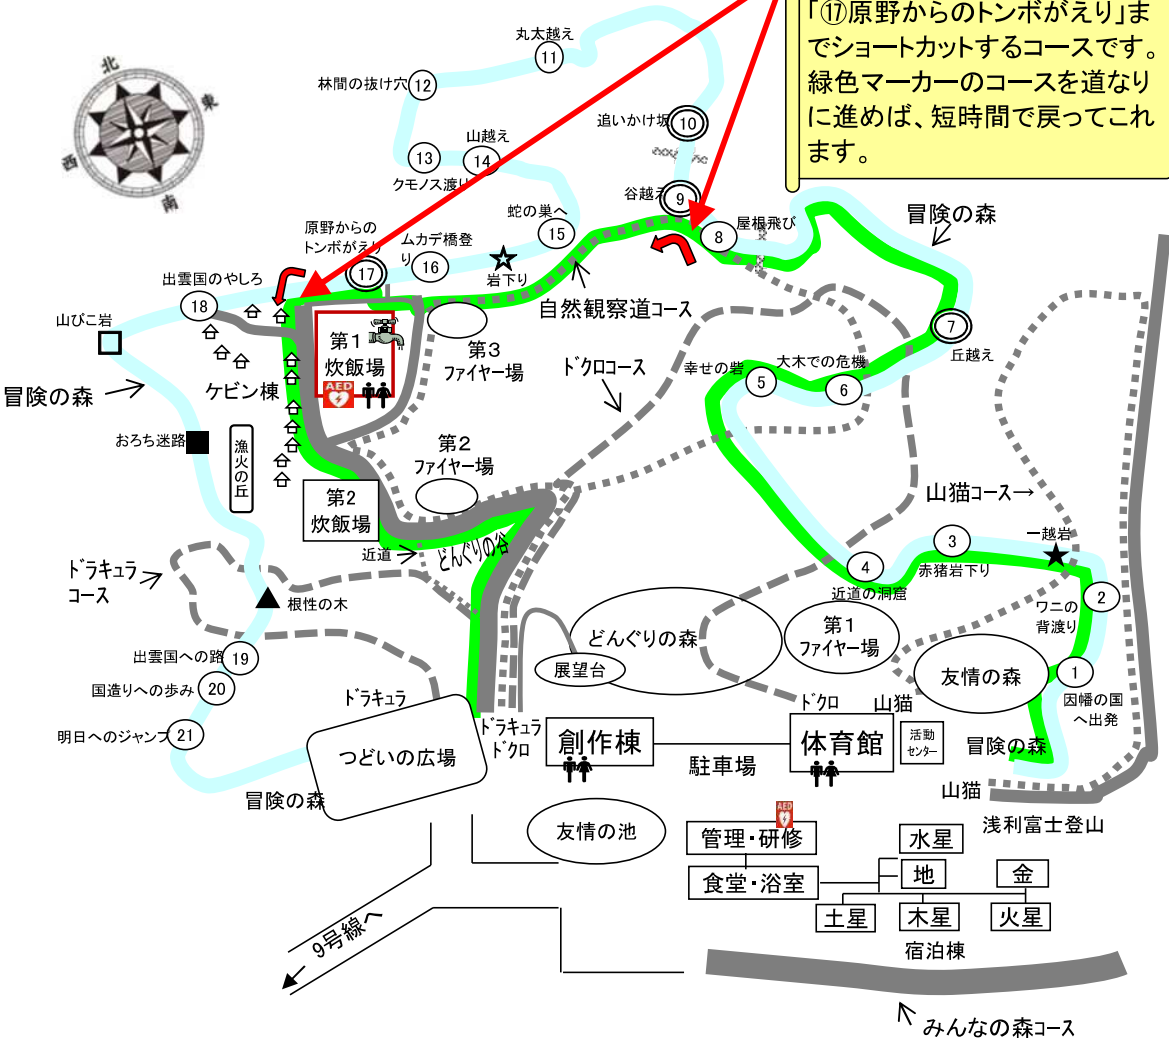 「⑰原野からのトンボがえり」ま
でショートカットするコースです。
緑色マーカーのコースを道なり
に進めば、短時間で戻ってこれ
ます。
北
東
西
南
丸太越え
11
林間の抜け穴
12
追いかけ坂
10
山越え
13
14
クモノス渡り
谷越え
9
蛇の巣へ
15
屋根飛び
8
冒険の森
原野からの
トンボがえり
17
ムカデ橋登
り
16
岩下り
出雲国のやしろ
18
自然観察道コース
山びこ岩
第1
炊飯場
AED
第3
ファイヤー場
7
丘越え
ドクロコース
幸せの砦
5
大木での危機
6
ケビン棟
冒険の森
おろち迷路
漁火の丘
第2
ファイヤー場
第2
炊飯場
山猫コース→
近道
どんぐりの谷
3
赤猪岩下り
一越岩
4
近道の洞窟
ドラキュラ
コース
根性の木
2
ワニの
背渡り
どんぐりの森
第1
ファイヤー場
出雲国への路
19
展望台
友情の森
1
因幡の国
へ出発
国造りへの歩み
20
ドラキュラ
ドクロ
山猫
明日へのジャンプ
21
つどいの広場
ドラキュラ
ドクロ
創作棟
駐車場
体育館
活動
センター
冒険の森
冒険の森
山猫
浅利富士登山
友情の池
AED
管理・研修
食堂・浴室
水星
地
金
土星
木星
火星
宿泊棟
9号線へ
みんなの森コース